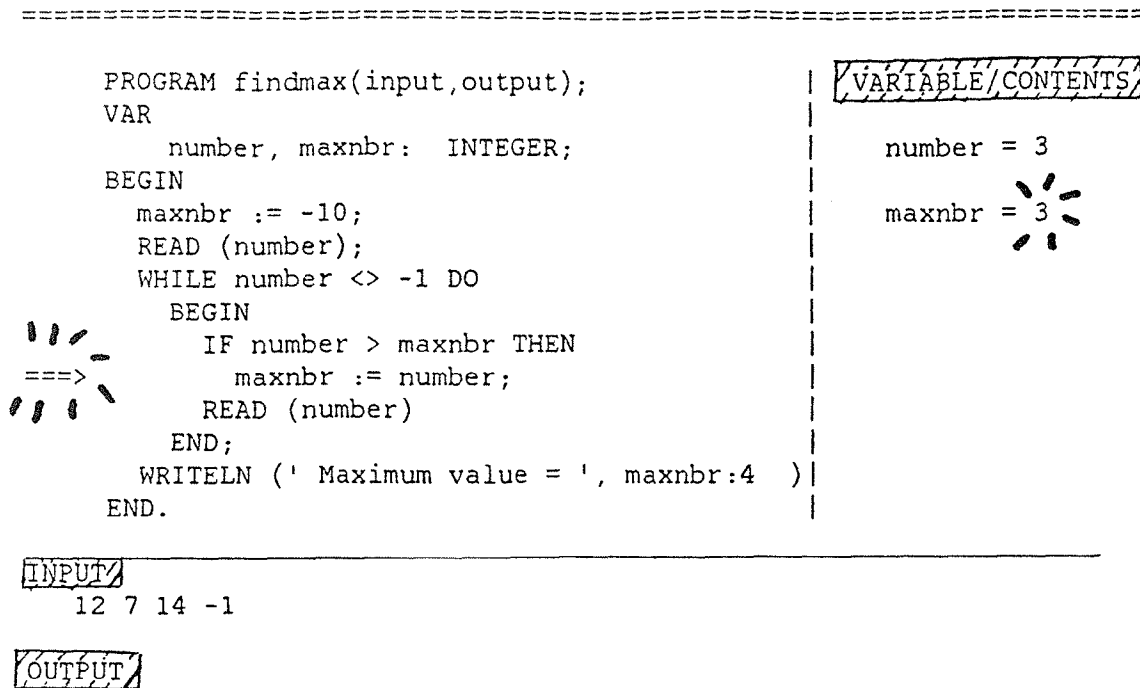 PROGRAM findmax(input,output);
VAR
number, maxnbr: INTEGER;
BEGIN
maxnbr := -10;
READ (number);
WHILE number <> -1 DO
BEGIN
IF number > maxnbr THEN
===> maxnbr := number;
READ (number)
END;
WRITELN (' Maximum value = ', maxnbr:4 )
END.
VARIABLE/CONTENTS
number = 3
maxnbr = 3
INPUT
12 7 14 -1
OUTPUT